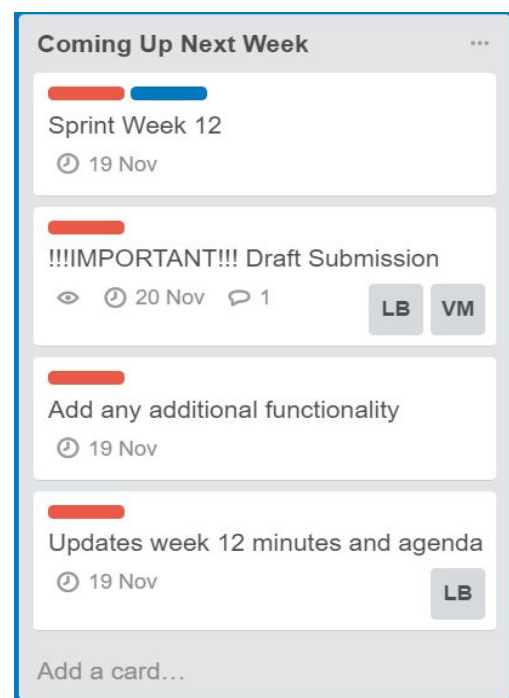 Coming Up Next Week
Sprint Week 12
19 Nov
!!!IMPORTANT!!! Draft Submission
20 Nov 1
LB VM
Add any additional functionality
19 Nov
Updates week 12 minutes and agenda
19 Nov
LB
Add a card…